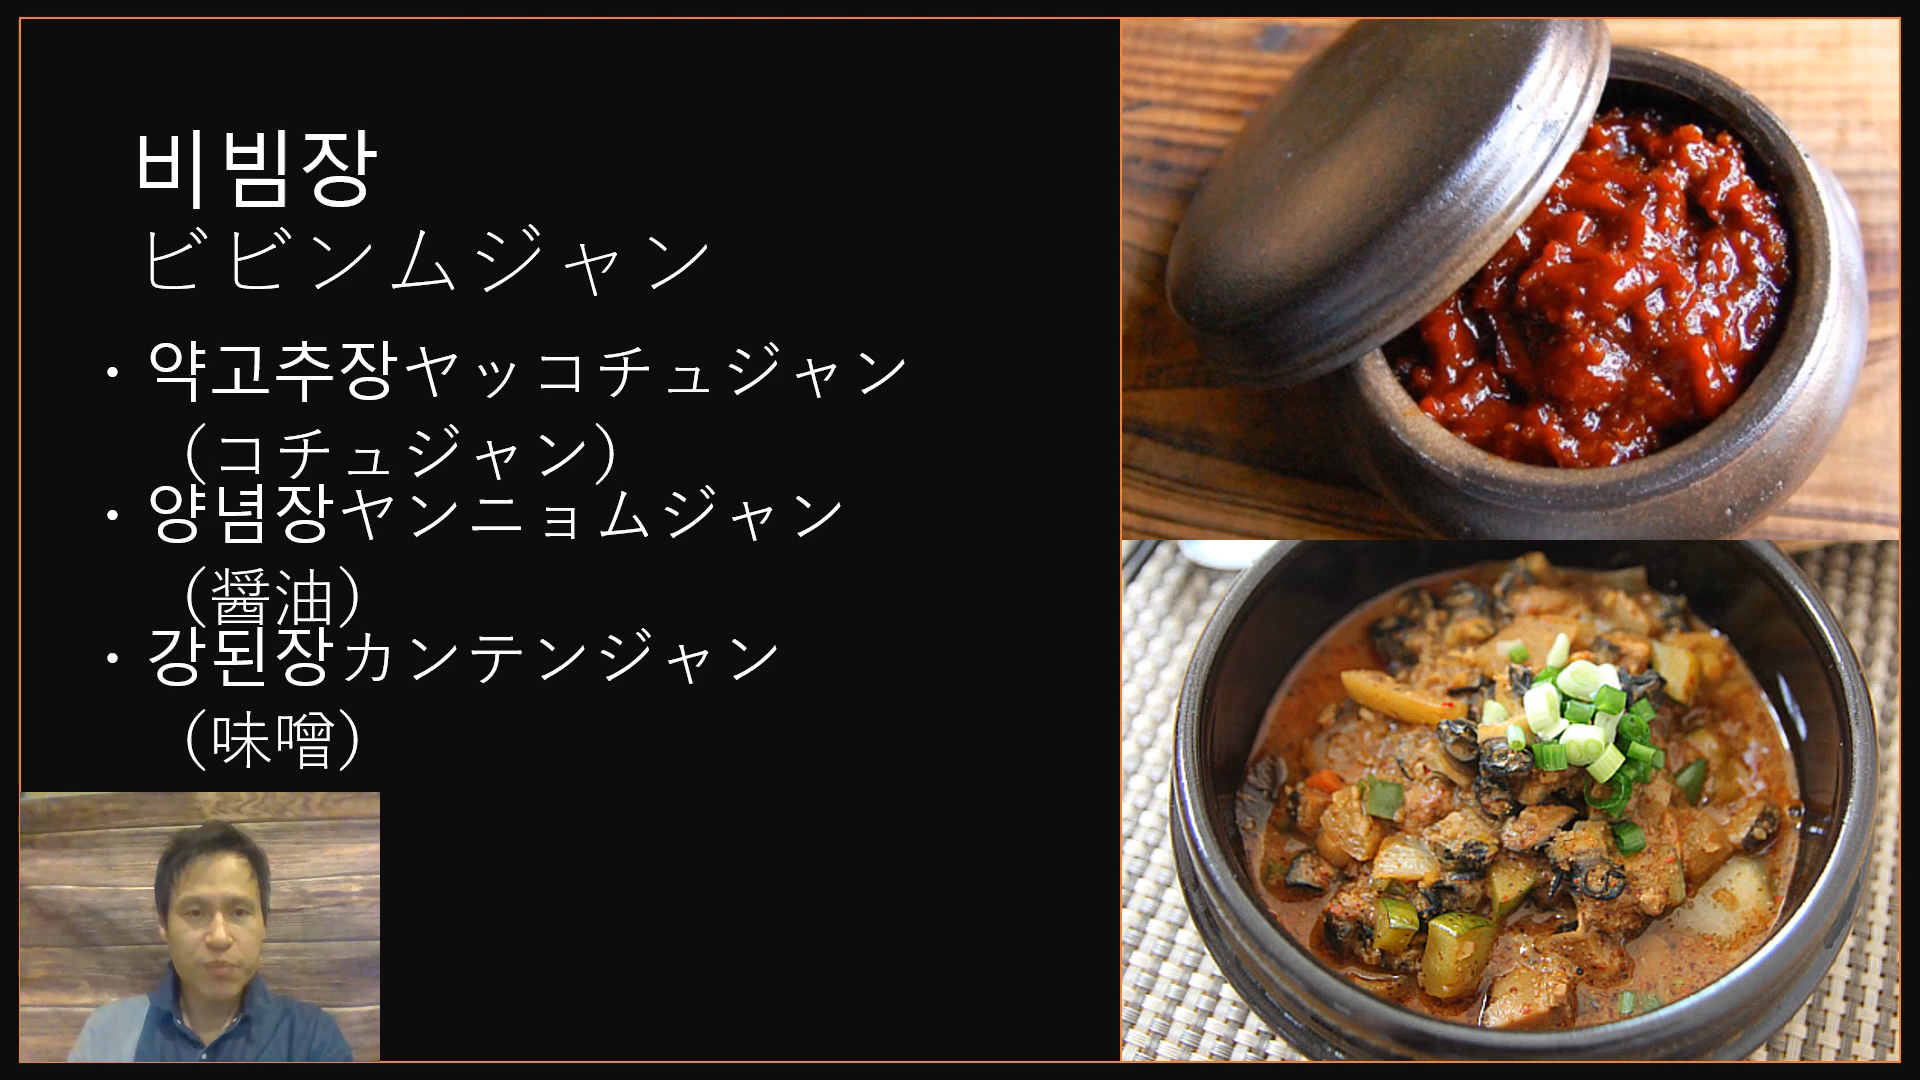 비빔장
ビビンムジャン
・약고추장ヤッコチュジャン
（コチュジャン）
・양념장ヤンニョムジャン
（醤油）
・강된장カンテンジャン
（味噌）